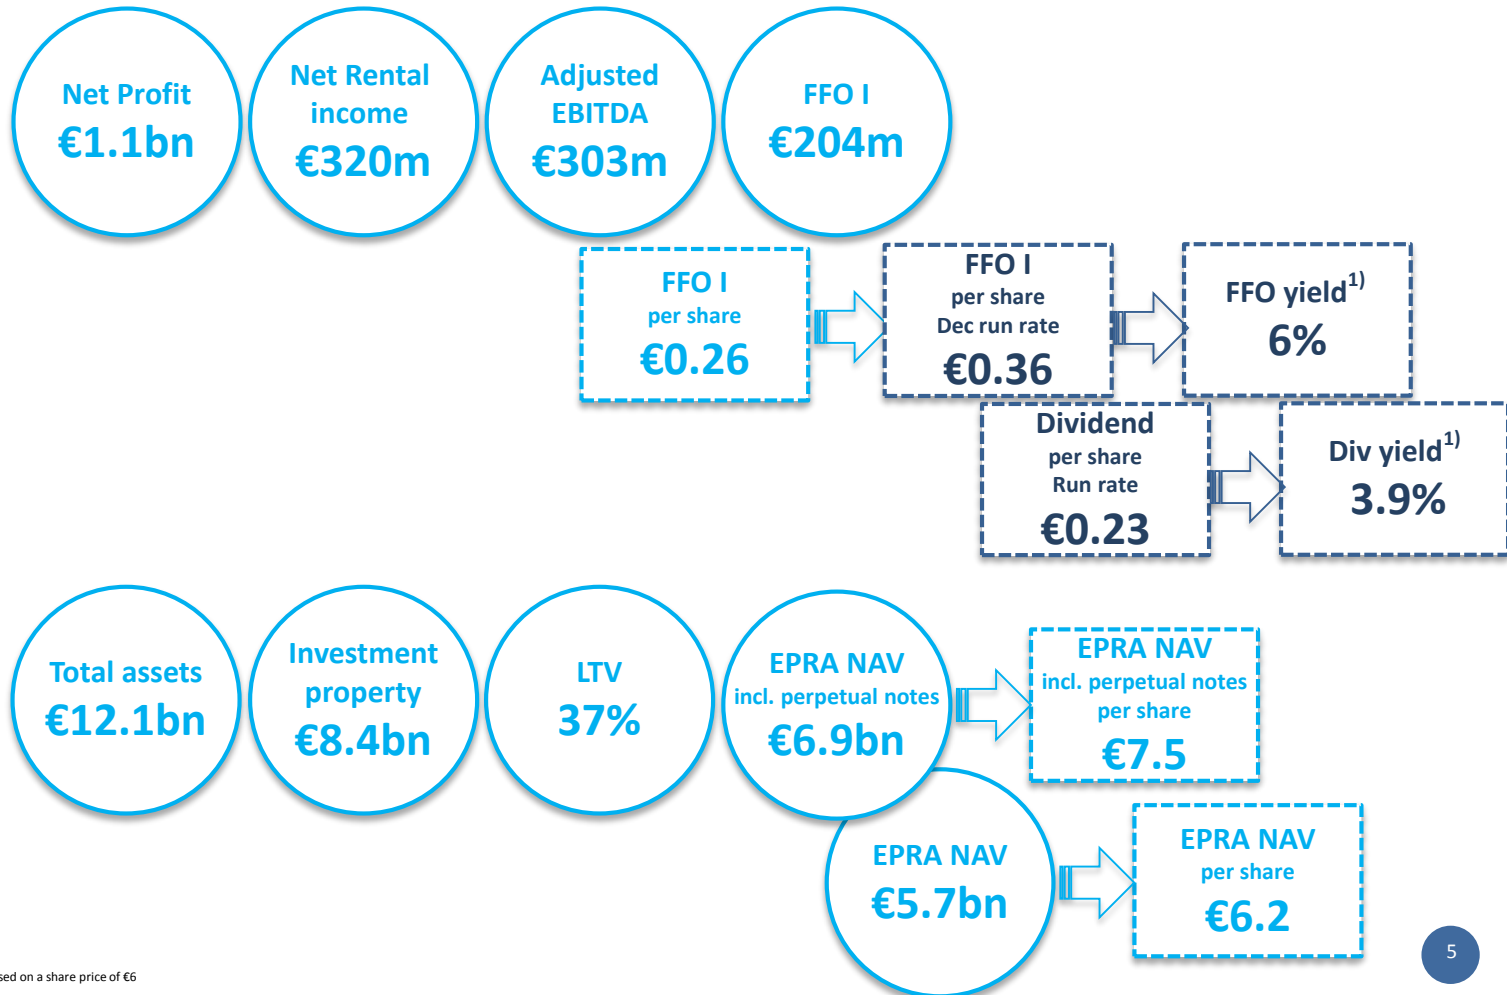 Net Profit
€1.1bn
Net Rental
income
€320m
Adjusted
EBITDA
€303m
FFO I
€204m
FFO I
per share
€0.26
FFO I
per share
Dec run rate
€0.36
FFO yield1)
6%
Dividend
per share
Run rate
€0.23
Div yield1)
3.9%
Total assets
€12.1bn
Investment
property
€8.4bn
LTV
37%
EPRA NAV
incl. perpetual notes
€6.9bn
EPRA NAV
incl. perpetual notes
per share
€7.5
EPRA NAV
€5.7bn
EPRA NAV
per share
€6.2
on a share price of €6
5